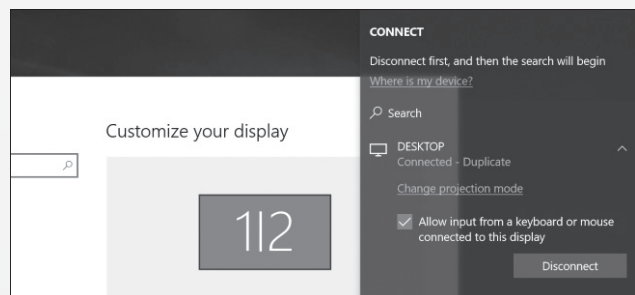 CONNECT
Disconnect first, and then the search will begin
Where is my device?
Search
Customize your display
DESKTOP
Connected - Duplicate
Change projection mode
1|2
Allow input from a keyboard or mouse
connected to this display
Disconnect